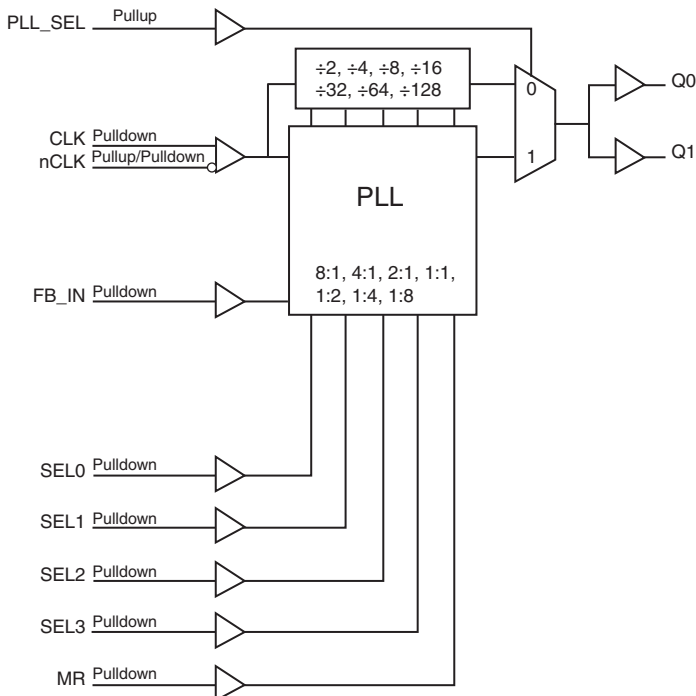 PLL_SEL Pullup
÷2, ÷4, ÷8, ÷16
÷32, ÷64, ÷128
0
Q0
CLK Pulldown
nCLK Pullup/Pulldown
1
Q1
PLL
8:1, 4:1, 2:1, 1:1,
1:2, 1:4, 1:8
FB_IN Pulldown
SEL0 Pulldown
SEL1 Pulldown
SEL2 Pulldown
SEL3 Pulldown
MR Pulldown